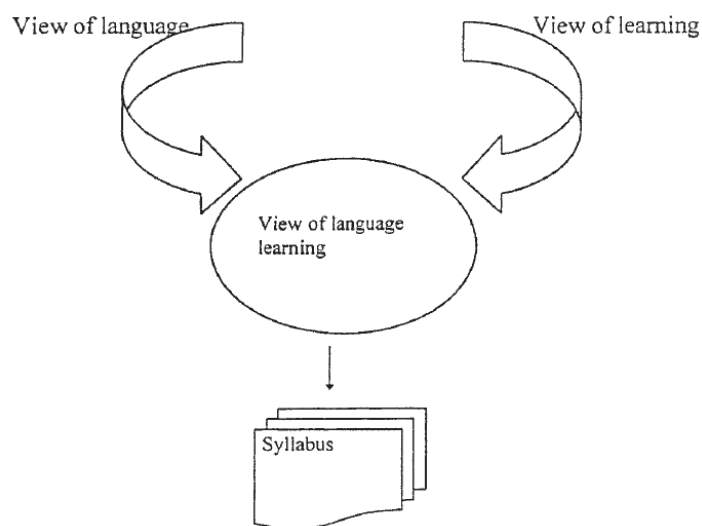 View of language
View of learning
View of language
learning
Syllabus